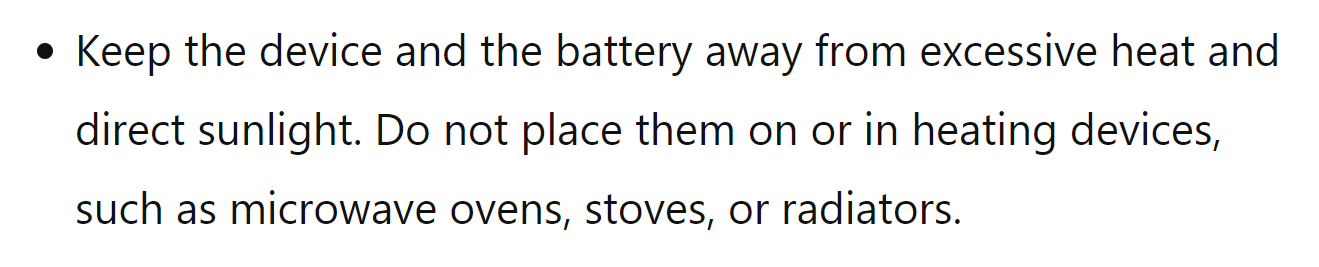 • Keep the device and the battery away from excessive heat and
direct sunlight. Do not place them on or in heating devices,
such as microwave ovens, stoves, or radiators.